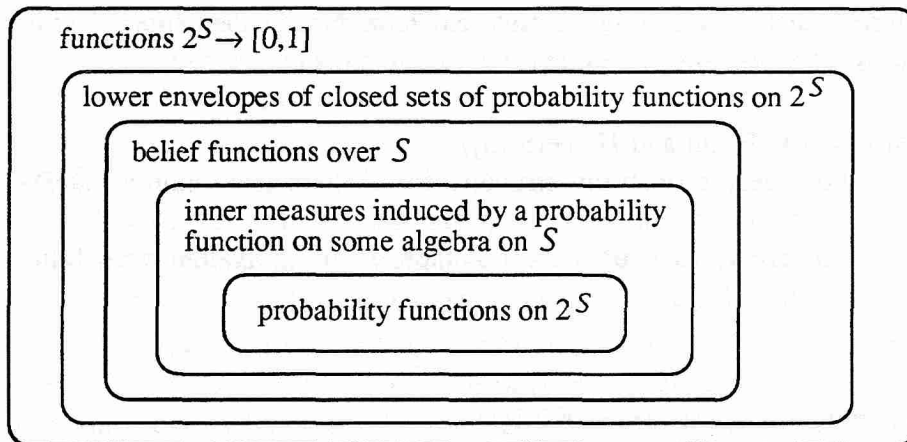 functions 2^S → [0,1]
lower envelopes of closed sets of probability functions on 2^S
belief functions over S
inner measures induced by a probability
function on some algebra on S
probability functions on 2^S